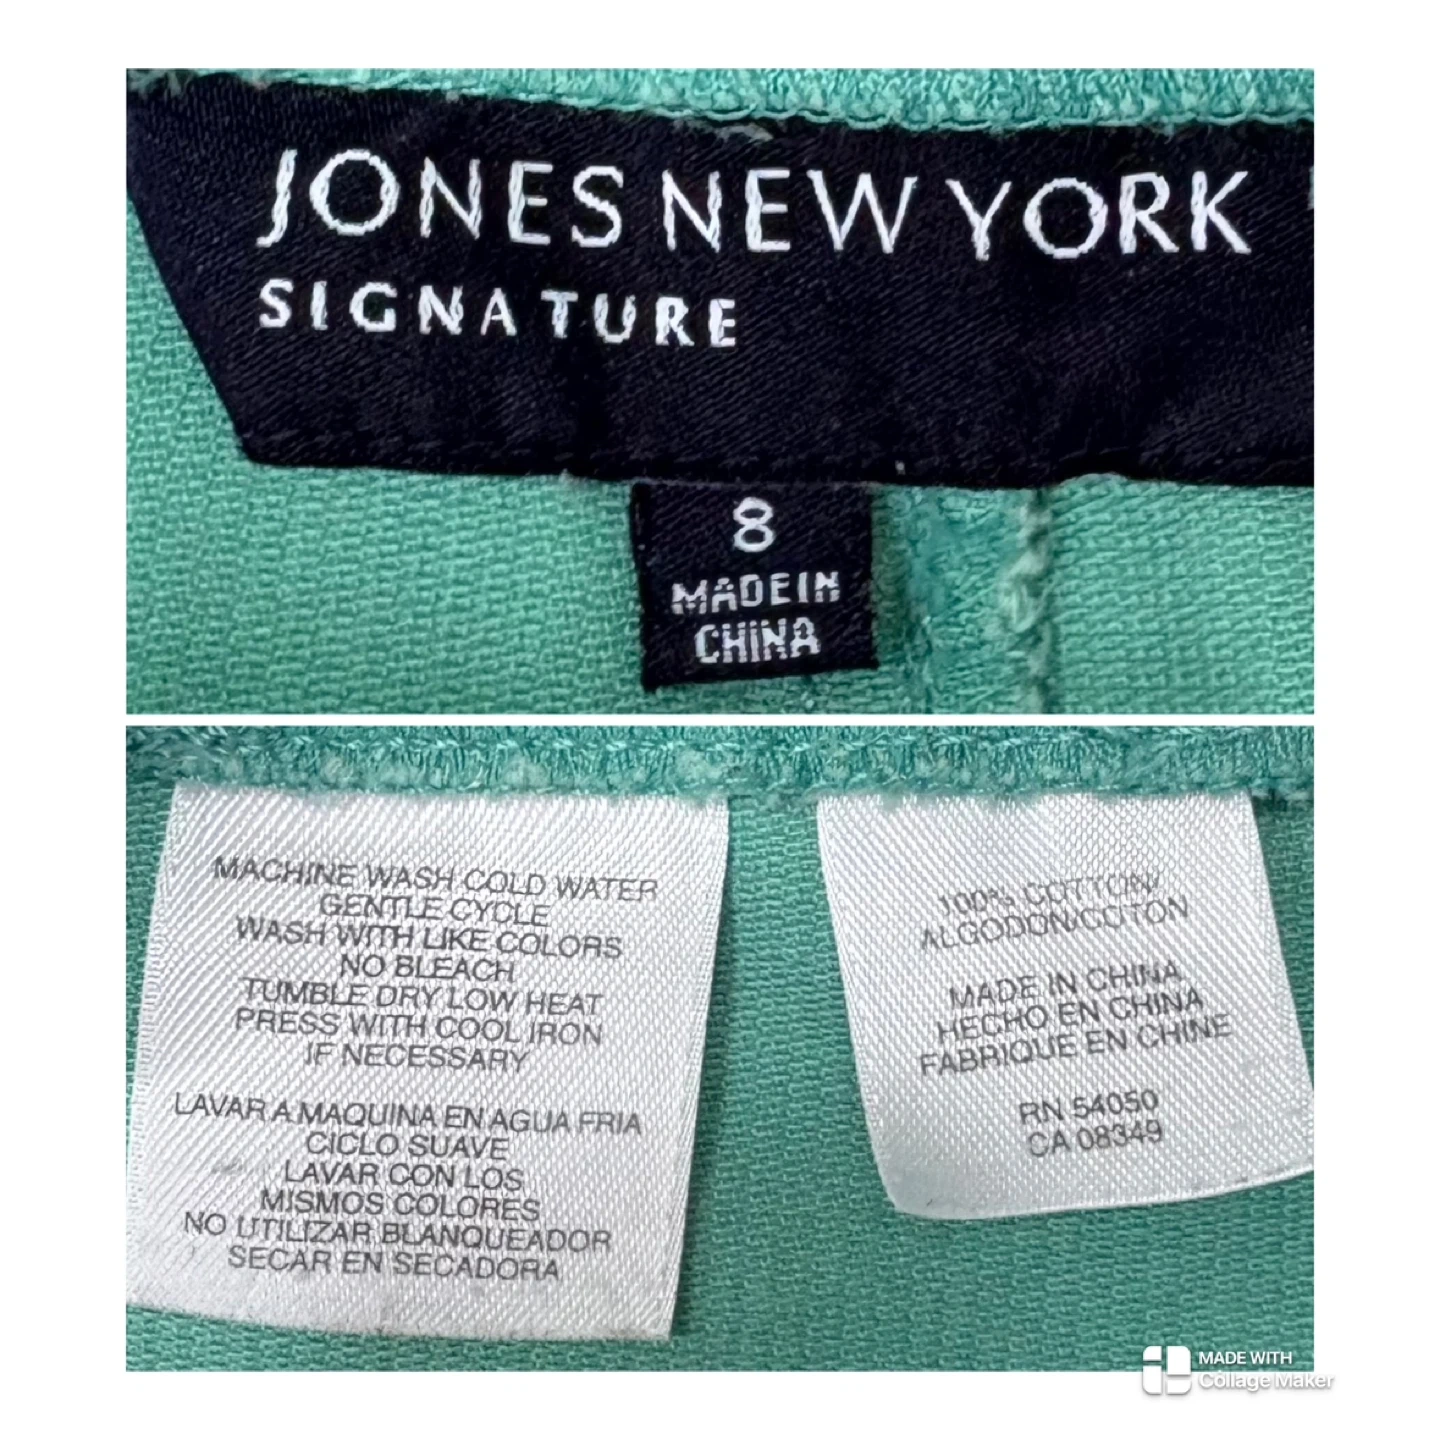 JONES NEW YORK
SIGNATURE
8
MADE IN
CHINA
MACHINE WASH COLD WATER
GENTLE CYCLE
WASH WITH LIKE COLORS
NO BLEACH
TUMBLE DRY LOW HEAT
PRESS WITH COOL IRON
IF NECESSARY
LAVAR A MAQUINA EN AGUA FRIA
CICLO SUAVE
LAVAR CON LOS
MISMOS COLORES
NO UTILIZAR BLANQUEADOR
SECAR EN SECADORA
100% COTTON/
ALGODON/COTON
MADE IN CHINA
HECHO EN CHINA
FABRIQUE EN CHINE
RN 54050
CA 08349
MADE WITH
Collage Maker